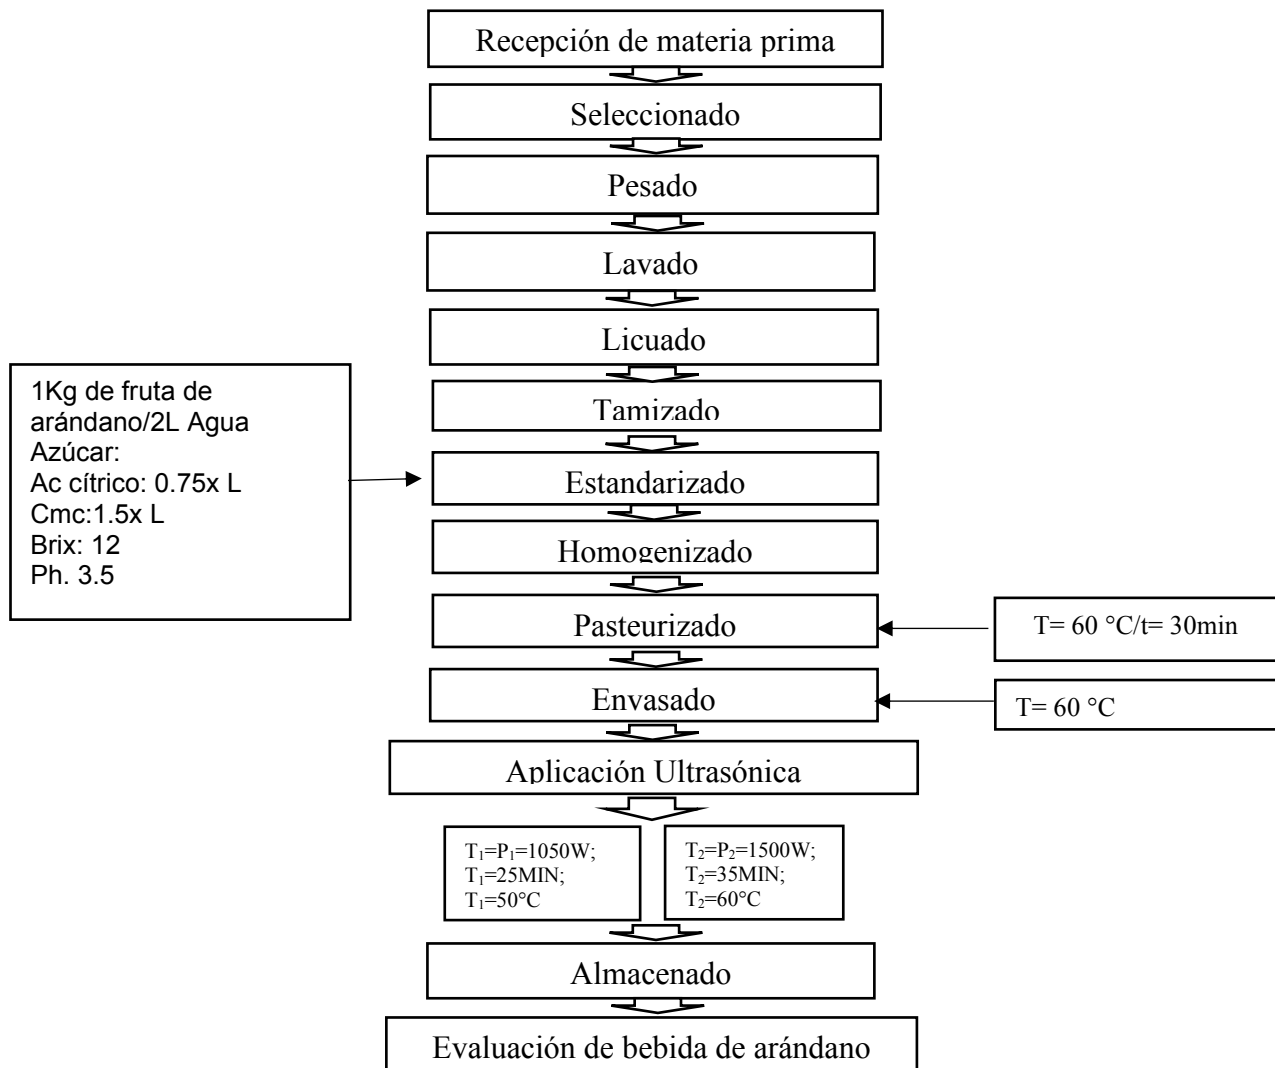 Recepción de materia prima
Seleccionado
Pesado
Lavado
Licuado
Tamizado
1Kg de fruta de
arándano/2L Agua
Azúcar:
Ac cítrico: 0.75x L
Cmc:1.5x L
Brix: 12
Ph. 3.5
Estandarizado
Homogenizado
Pasteurizado
T= 60 °C/t= 30min
Envasado
T= 60 °C
Aplicación Ultrasónica
T₁=P₁=1050W;
T₁=25MIN;
T₁=50°C
T₂=P₂=1500W;
T₂=35MIN;
T₂=60°C
Almacenado
Evaluación de bebida de arándano